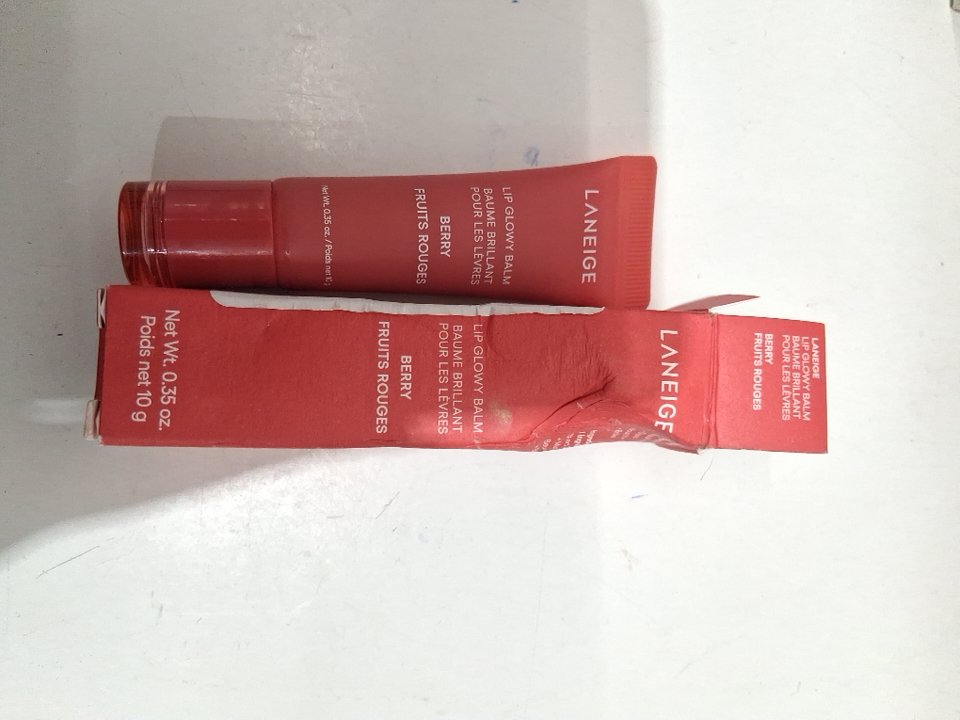 LANEIGE
LIP GLOWY BALM
BAUME BRILLANT
POUR LES LÈVRES
BERRY
FRUITS ROUGES
Net Wt. 0.35 oz. / Poids net 10 g
LANEIGE
LIP GLOWY BALM
BAUME BRILLANT
POUR LES LÈVRES
BERRY
FRUITS ROUGES
LANEIGE
LIP GLOWY BALM
BAUME BRILLANT
POUR LES LÈVRES
BERRY
FRUITS ROUGES
Net Wt. 0.35 oz.
Poids net 10 g